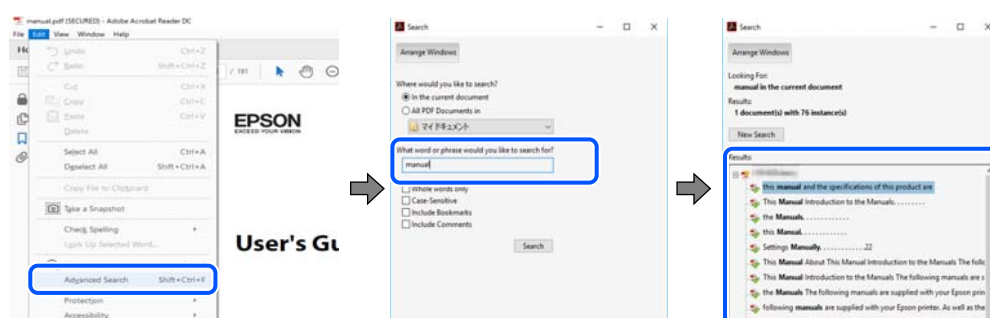 manual.pdf (SECURED) - Adobe Acrobat Reader DC
File Edit View Window Help
Undo Ctrl+Z
Redo Shift+Ctrl+Z
Cut Ctrl+X
Copy Ctrl+C
Paste Ctrl+V
Delete
Select All Ctrl+A
Deselect All Shift+Ctrl+A
Copy File to Clipboard
Take a Snapshot
Check Spelling
Look Up Selected Word...
Advanced Search Shift+Ctrl+F
Protection
Accessibility
/ 181
EPSON
EXCEED YOUR VISION
User's Gu
Search
Arrange Windows
Where would you like to search?
In the current document
All PDF Documents in
マイ ドキュメント
What word or phrase would you like to search for?
manual
Whole words only
Case-Sensitive
Include Bookmarks
Include Comments
Search
Search
Arrange Windows
Looking For:
manual in the current document
Results:
1 document(s) with 76 instance(s)
New Search
Results:
this manual and the specifications of this product are
This Manual Introduction to the Manuals. . . . . . . .
the Manuals. . . . . . . . . . . .
this Manual. . . . . . . . . . . .
Settings Manually. . . . . . . . . . . .22
This Manual About This Manual Introduction to the Manuals The follo
This Manual Introduction to the Manuals The following manuals are s
the Manuals The following manuals are supplied with your Epson prin
following manuals are supplied with your Epson printer. As well as the